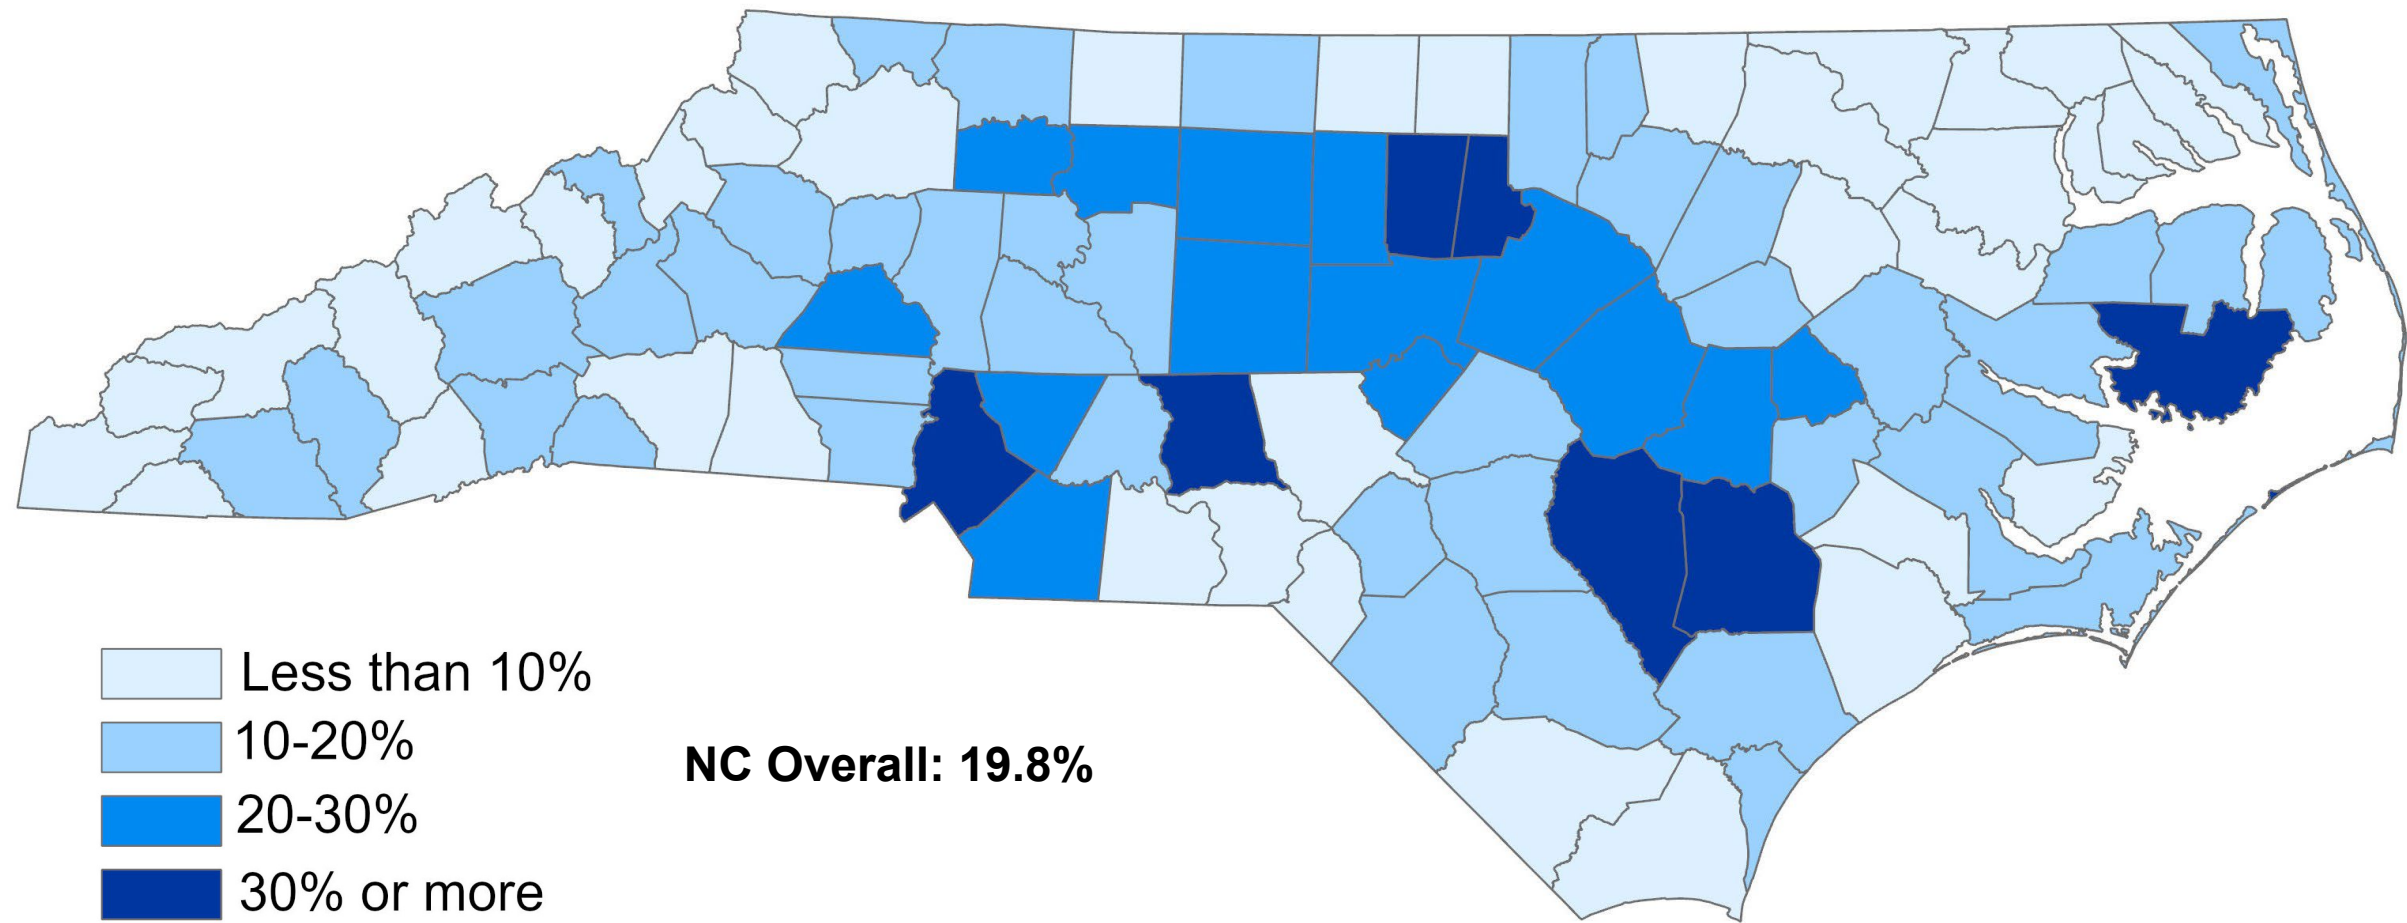 Less than 10%
10-20%
NC Overall: 19.8%
20-30%
30% or more